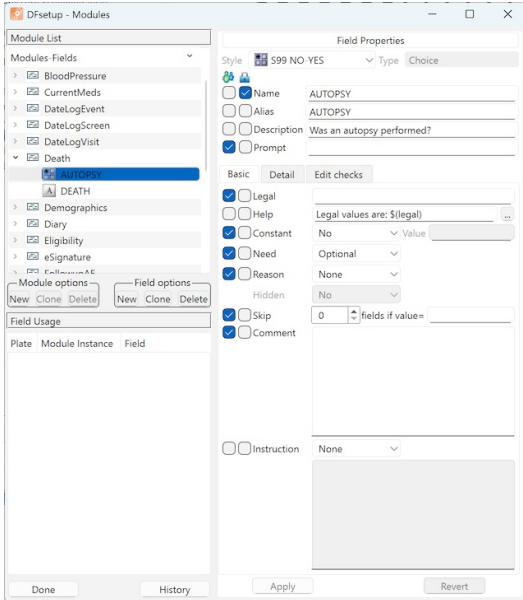 DFsetup - Modules
Module List
Modules-Fields
BloodPressure
CurrentMeds
DateLogEvent
DateLogScreen
DateLogVisit
Death
AUTOPSY
A DEATH
Demographics
Diary
Eligibility
eSignature
FollowupAE
Module options
Field options
New Clone Delete
New Clone Delete
Field Usage
Plate Module Instance Field
Done
History
Field Properties
Style S99 NO-YES Type Choice
Name AUTOPSY
Alias AUTOPSY
Description Was an autopsy performed?
Prompt
Basic Detail Edit checks
Legal
Help Legal values are: $(legal) ...
Constant No Value
Need Optional
Reason None
Hidden No
Skip 0 fields if value=
Comment
Instruction None
Apply
Revert